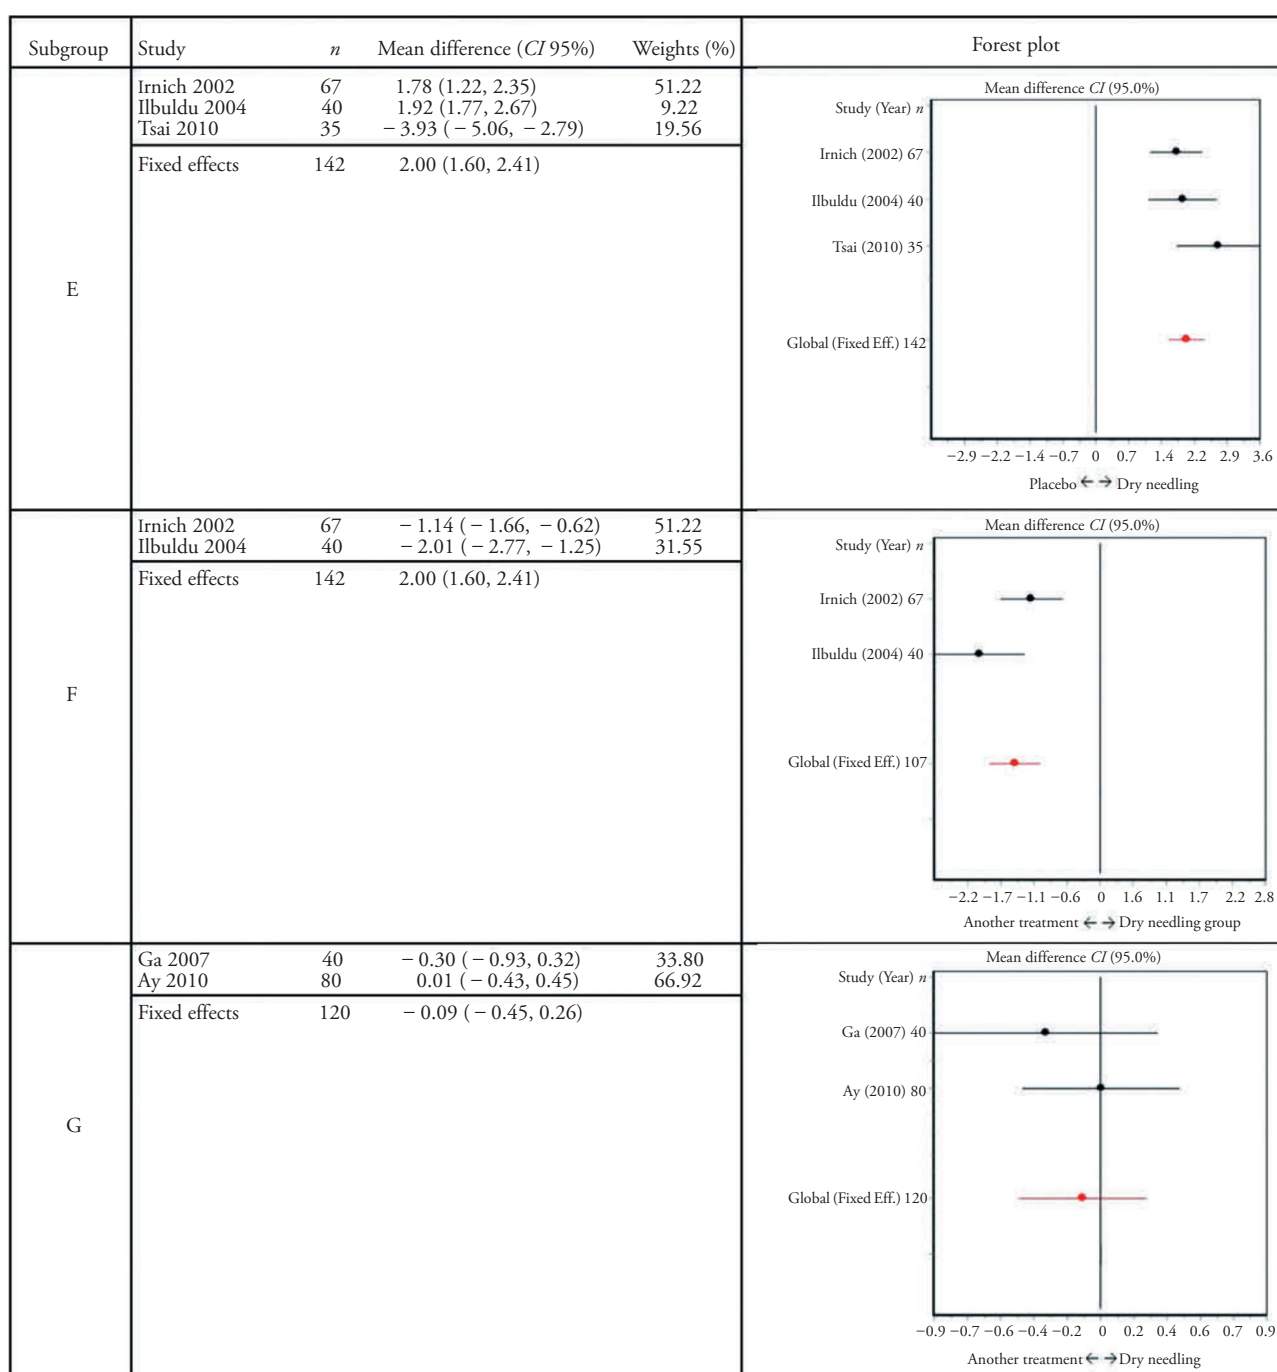 Subgroup Study n Mean difference (CI 95%) Weights (%) Forest plot
E
Irnich 2002 67 1.78 (1.22, 2.35) 51.22
Ilbuldu 2004 40 1.92 (1.77, 2.67) 9.22
Tsai 2010 35 −3.93 (−5.06, −2.79) 19.56
Fixed effects 142 2.00 (1.60, 2.41)
Mean difference CI (95.0%)
Study (Year) n
Irnich (2002) 67
Ilbuldu (2004) 40
Tsai (2010) 35
Global (Fixed Eff.) 142
−2.9 −2.2 −1.4 −0.7 0 0.7 1.4 2.2 2.9 3.6
Placebo ← → Dry needling
F
Irnich 2002 67 −1.14 (−1.66, −0.62) 51.22
Ilbuldu 2004 40 −2.01 (−2.77, −1.25) 31.55
Fixed effects 142 2.00 (1.60, 2.41)
Mean difference CI (95.0%)
Study (Year) n
Irnich (2002) 67
Ilbuldu (2004) 40
Global (Fixed Eff.) 107
−2.2 −1.7 −1.1 −0.6 0 1.6 1.1 1.7 2.2 2.8
Another treatment ← → Dry needling group
G
Ga 2007 40 −0.30 (−0.93, 0.32) 33.80
Ay 2010 80 0.01 (−0.43, 0.45) 66.92
Fixed effects 120 −0.09 (−0.45, 0.26)
Mean difference CI (95.0%)
Study (Year) n
Ga (2007) 40
Ay (2010) 80
Global (Fixed Eff.) 120
−0.9 −0.7 −0.6 −0.4 −0.2 0 0.2 0.4 0.6 0.7 0.9
Another treatment ← → Dry needling